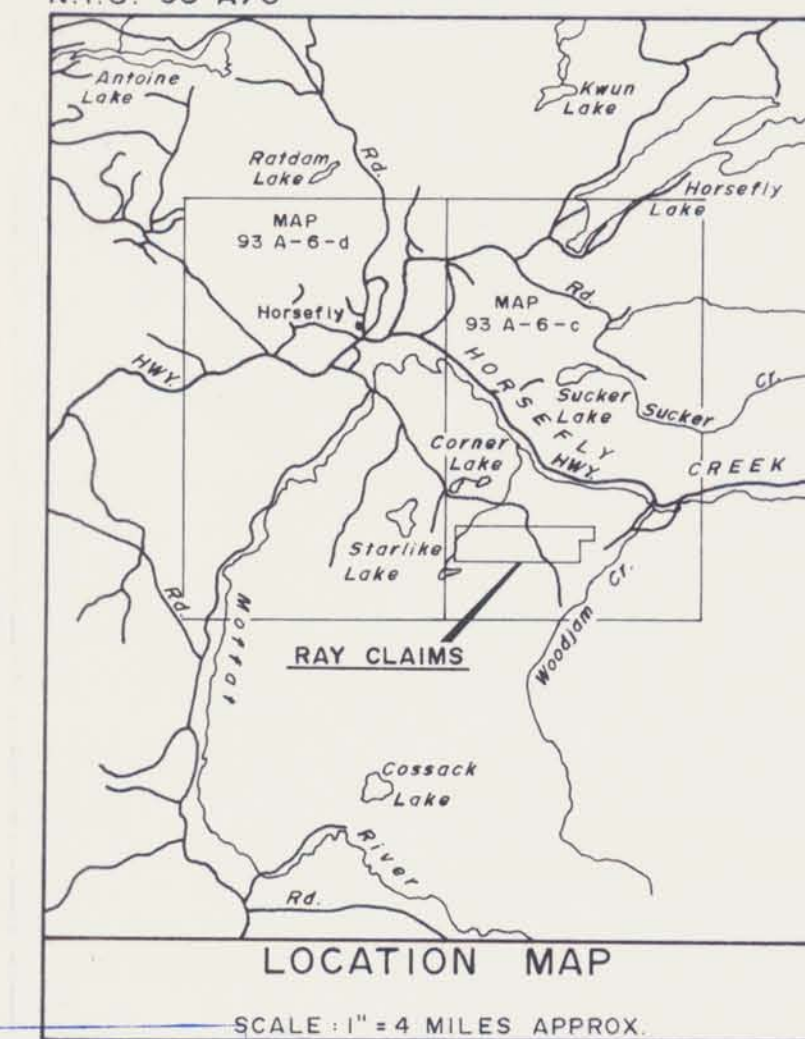 Antoine
Lake
Kwun
Lake
Ratdam
Lake
Rd.
Horsefly
Lake
MAP
93 A-6-d
MAP
93 A-6-c
Rd.
Horsefly
HWY.
HORSEFLY
HWY.
CREEK
Sucker
Lake
Sucker
Cr.
Corner
Lake
Starlike
Lake
Rd.
Moffat
River
Woodjam
Cr.
RAY CLAIMS
Cossack
Lake
Rd.
LOCATION MAP
SCALE : 1" = 4 MILES APPROX.